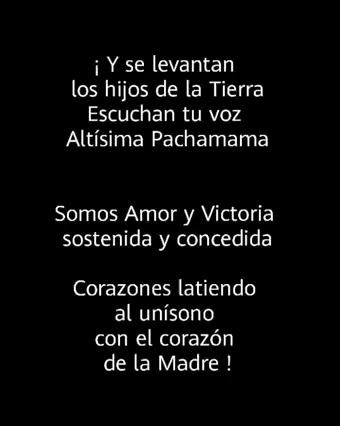 ¡ Y se levantan
los hijos de la Tierra
Escuchan tu voz
Altísima Pachamama
Somos Amor y Victoria
sostenida y concedida
Corazones latiendo
al unísono
con el corazón
de la Madre !